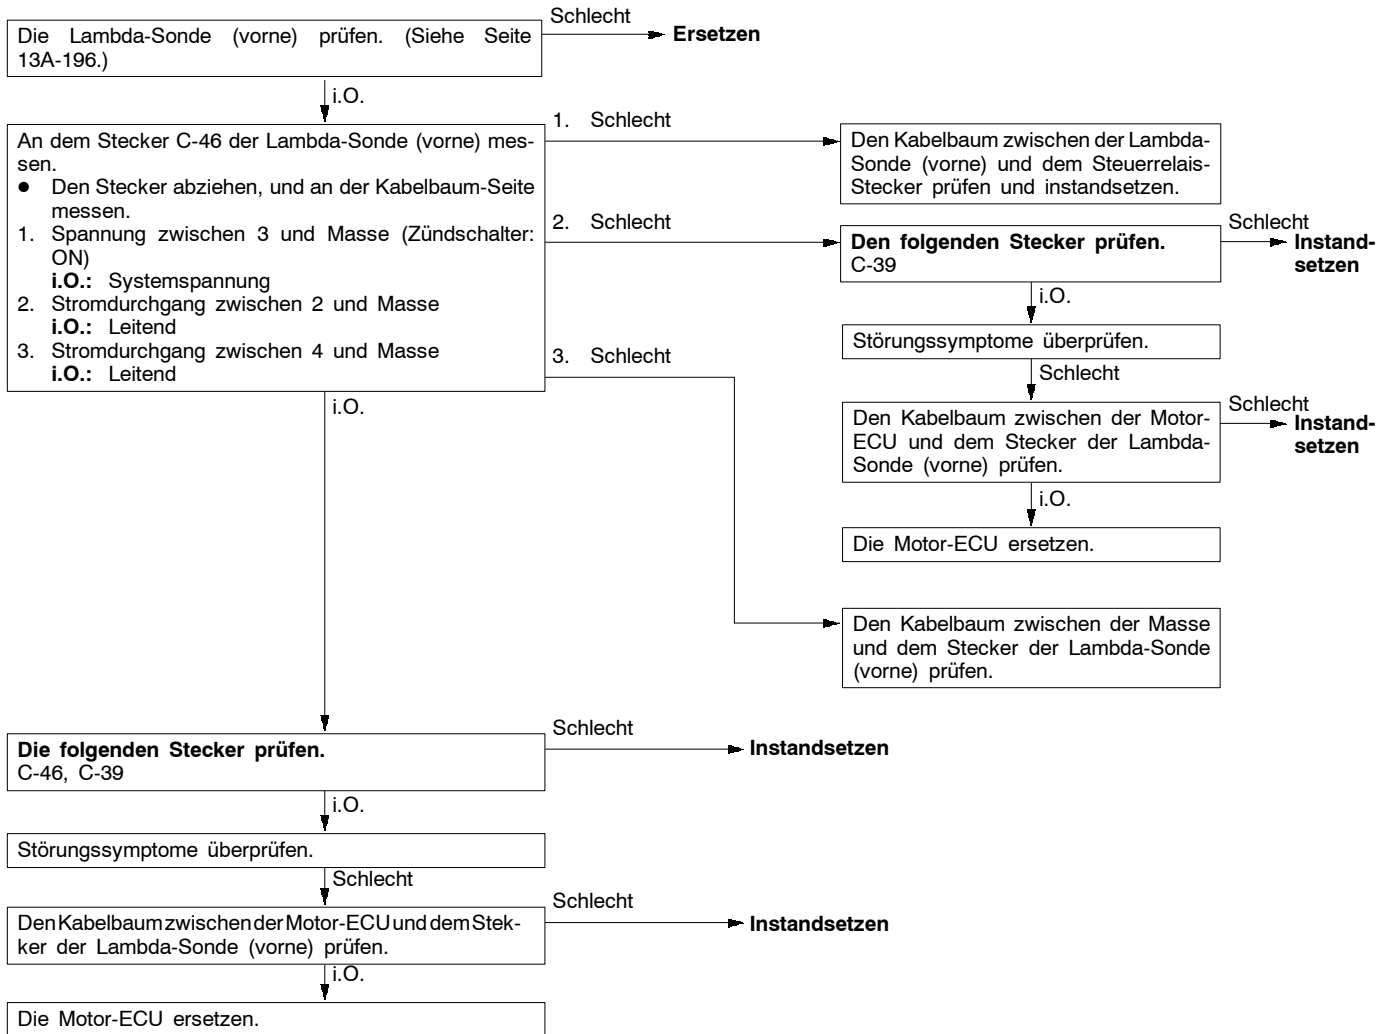 Die Lambda-Sonde (vorne) prüfen. (Siehe Seite
13A-196.)
Schlecht
Ersetzen
i.O.
An dem Stecker C-46 der Lambda-Sonde (vorne) mes-
sen.
● Den Stecker abziehen, und an der Kabelbaum-Seite
messen.
1. Spannung zwischen 3 und Masse (Zündschalter:
ON)
i.O.: Systemspannung
2. Stromdurchgang zwischen 2 und Masse
i.O.: Leitend
3. Stromdurchgang zwischen 4 und Masse
i.O.: Leitend
1. Schlecht
Den Kabelbaum zwischen der Lambda-
Sonde (vorne) und dem Steuerrelais-
Stecker prüfen und instandsetzen.
2. Schlecht
Den folgenden Stecker prüfen.
C-39
Schlecht
Instand-
setzen
i.O.
Störungssymptome überprüfen.
Schlecht
Den Kabelbaum zwischen der Motor-
ECU und dem Stecker der Lambda-
Sonde (vorne) prüfen.
Schlecht
Instand-
setzen
i.O.
Die Motor-ECU ersetzen.
3. Schlecht
Den Kabelbaum zwischen der Masse
und dem Stecker der Lambda-Sonde
(vorne) prüfen.
i.O.
Die folgenden Stecker prüfen.
C-46, C-39
Schlecht
Instandsetzen
i.O.
Störungssymptome überprüfen.
Schlecht
Den Kabelbaum zwischen der Motor-ECU und dem Stek-
ker der Lambda-Sonde (vorne) prüfen.
Schlecht
Instandsetzen
i.O.
Die Motor-ECU ersetzen.